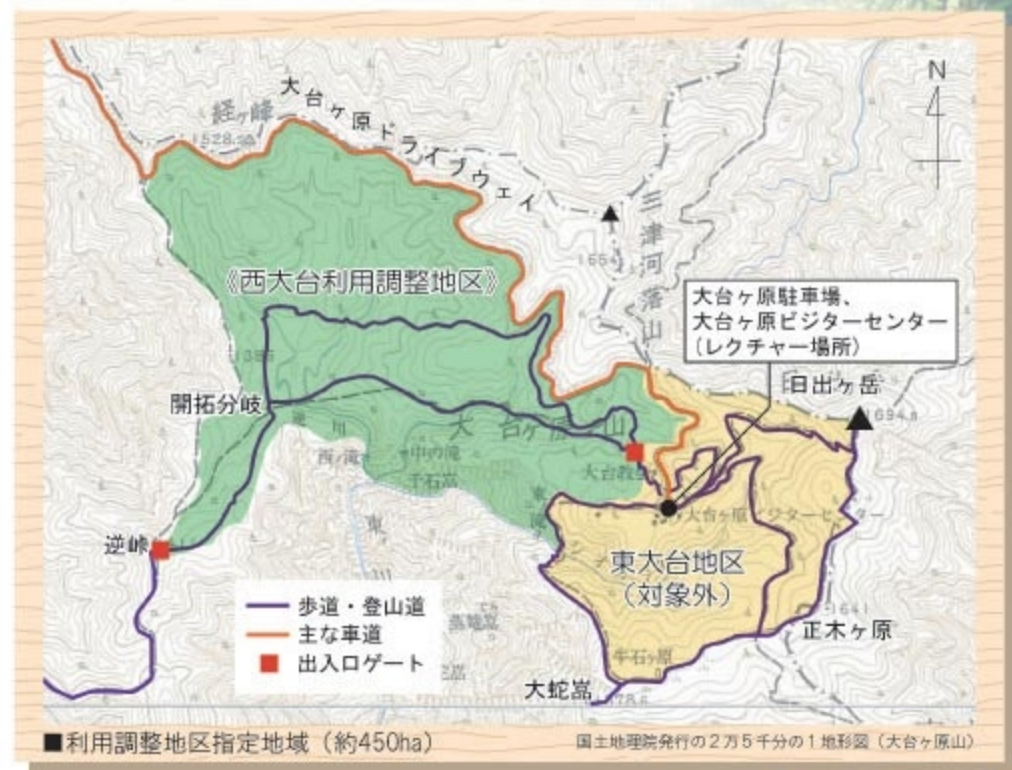 大台ヶ原ドライブウェイ
経ヶ峰
N
三津河落山
《西大台利用調整地区》
大台ヶ原駐車場、
大台ヶ原ビジターセンター
(レクチャー場所)
日出ヶ岳
開拓分岐
大台ヶ原山
逆川
西ノ滝
中の滝
千石嵓
大台教会
大台ヶ原ビジターセンター
逆峠
東大台地区
(対象外)
歩道・登山道
主な車道
出入口ゲート
正木ヶ原
牛石ヶ原
大蛇嵓
■利用調整地区指定地域(約450ha)
国土地理院発行の2万5千分の1地形図(大台ヶ原山)